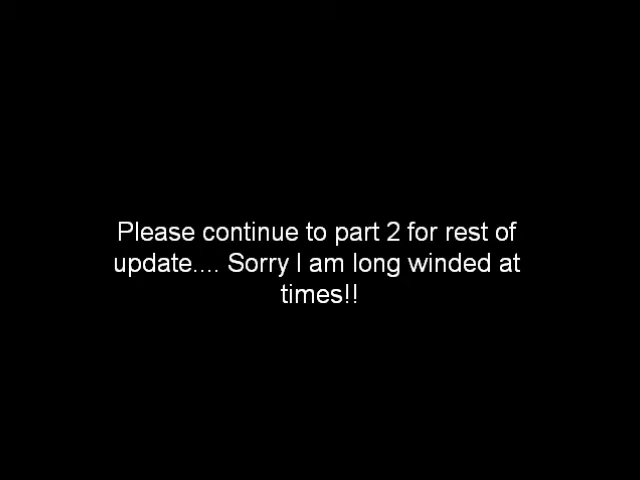 Please continue to part 2 for rest of
update.... Sorry I am long winded at
times!!